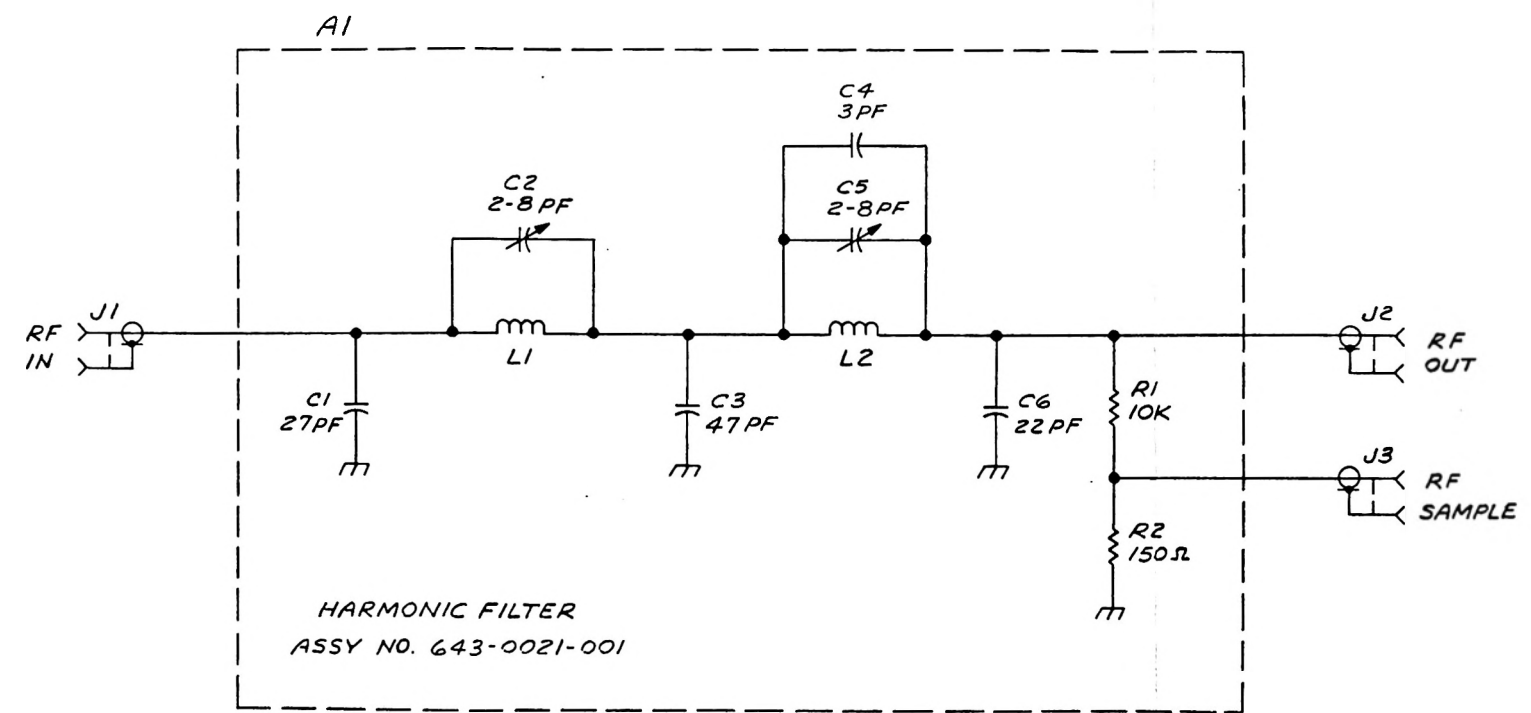 A1
C4
3PF
C2
2-8PF
C5
2-8PF
J1
RF
IN
L1
L2
J2
RF
OUT
C1
27PF
C3
47PF
C6
22PF
R1
10K
J3
RF
SAMPLE
R2
150Ω
HARMONIC FILTER
ASSY NO. 643-0021-001